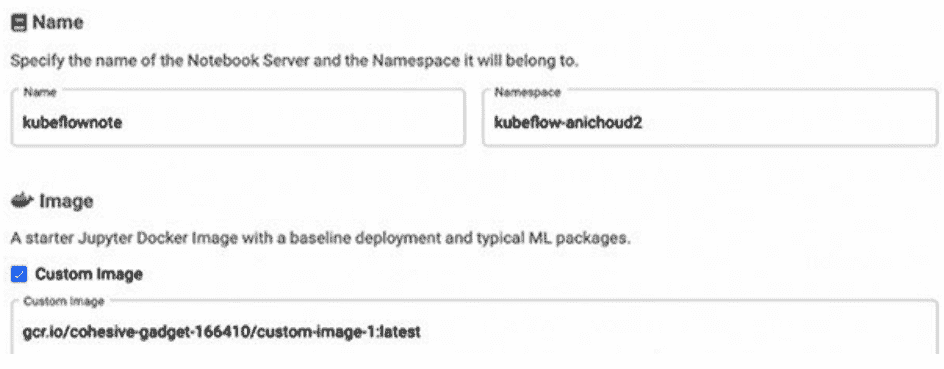 Name
Specify the name of the Notebook Server and the Namespace it will belong to.
Name
Namespace
kubeflownote
kubeflow-anichoud2
Image
A starter Jupyter Docker Image with a baseline deployment and typical ML packages.
Custom Image
Custom Image
gcr.io/cohesive-gadget-166410/custom-image-1:latest